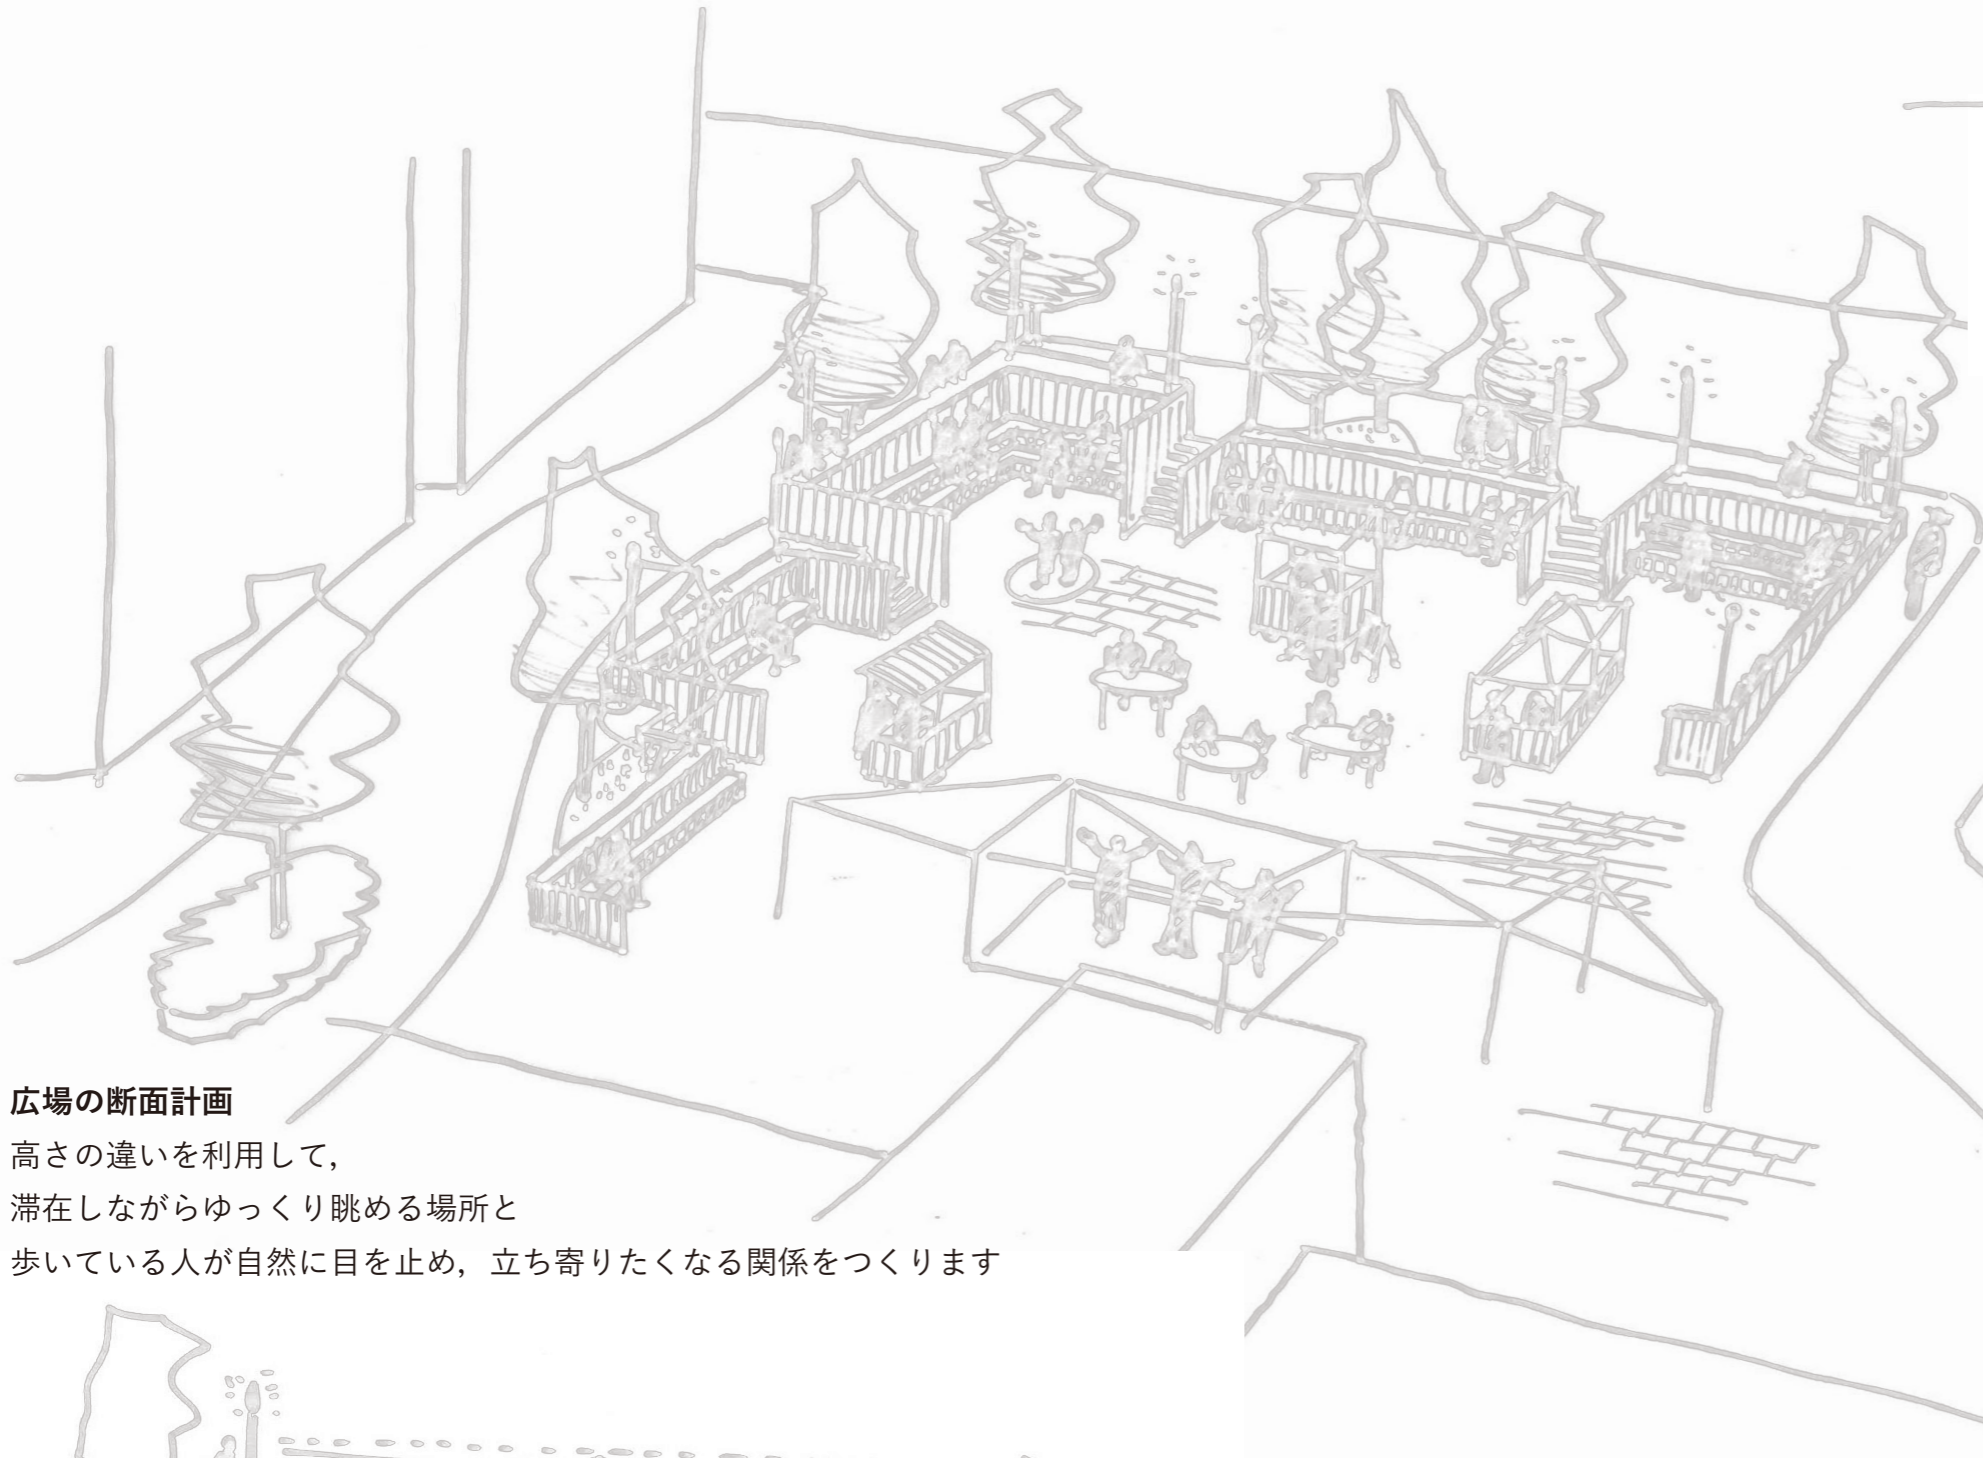 広場の断面計画
高さの違いを利用して，
滞在しながらゆっくり眺める場所と
歩いている人が自然に目を止め，立ち寄りたくなる関係をつくります